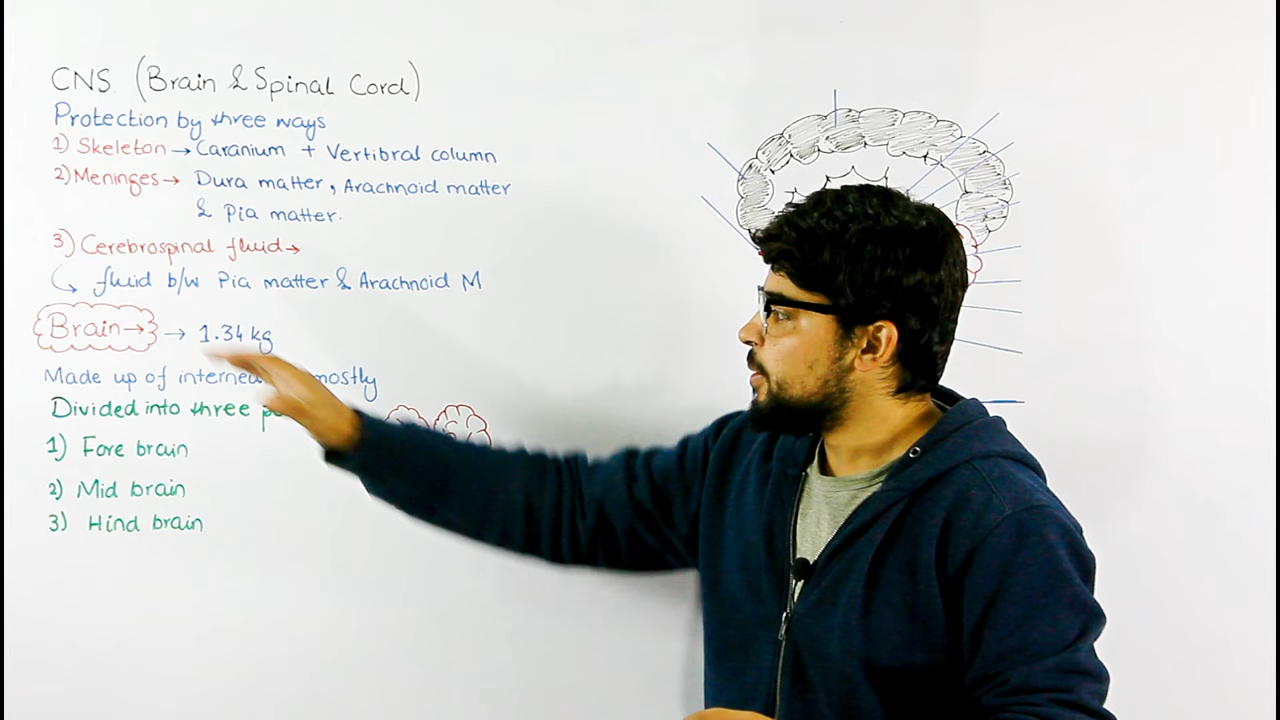 CNS (Brain & Spinal Cord)
Protection by three ways
1) Skeleton → Caranium + Vertibral column
2) Meninges → Dura matter, Arachnoid matter
& Pia matter.
3) Cerebrospinal fluid →
fluid b/w Pia matter & Arachnoid M
Brain → → 1.34 kg
Made up of mostly
Divided into three
1) Fore brain
2) Mid brain
3) Hind brain